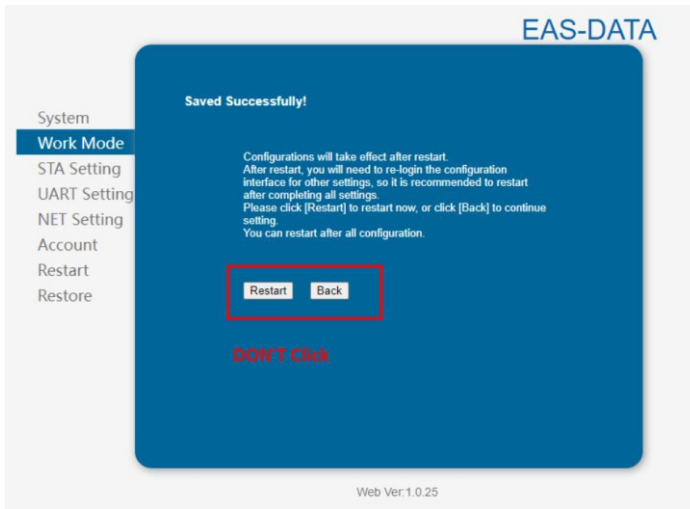 EAS-DATA
System
Work Mode
STA Setting
UART Setting
NET Setting
Account
Restart
Restore
Saved Successfully!
Configurations will take effect after restart.
After restart, you will need to re-login the configuration
interface for other settings, so it is recommended to restart
after completing all settings.
Please click [Restart] to restart now, or click [Back] to continue
setting.
You can restart after all configuration.
Restart Back
DON'T Click
Web Ver:1.0.25